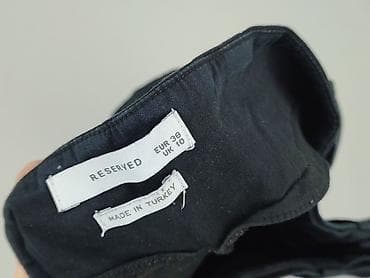 RESERVED
EUR 38
UK 10
MADE IN TURKEY